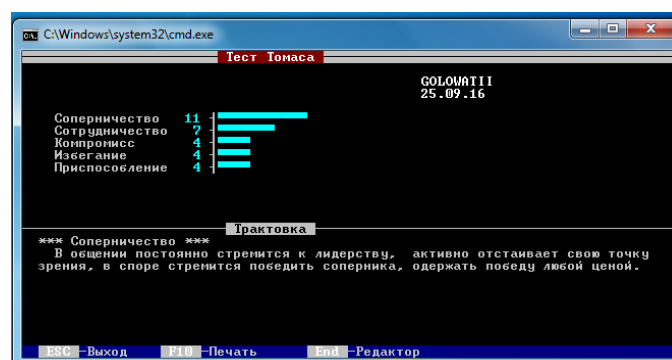 C:\Windows\system32\cmd.exe
Тест Томаса
GOLOWATII
25.09.16
Соперничество 11
Сотрудничество 7
Компромисс 4
Избегание 4
Приспособление 4
Трактовка
*** Соперничество ***
В общении постоянно стремится к лидерству, активно отстаивает свою точку
зрения, в споре стремится победить соперника, одержать победу любой ценой.
ESC -Выход F10 -Печать End -Редактор